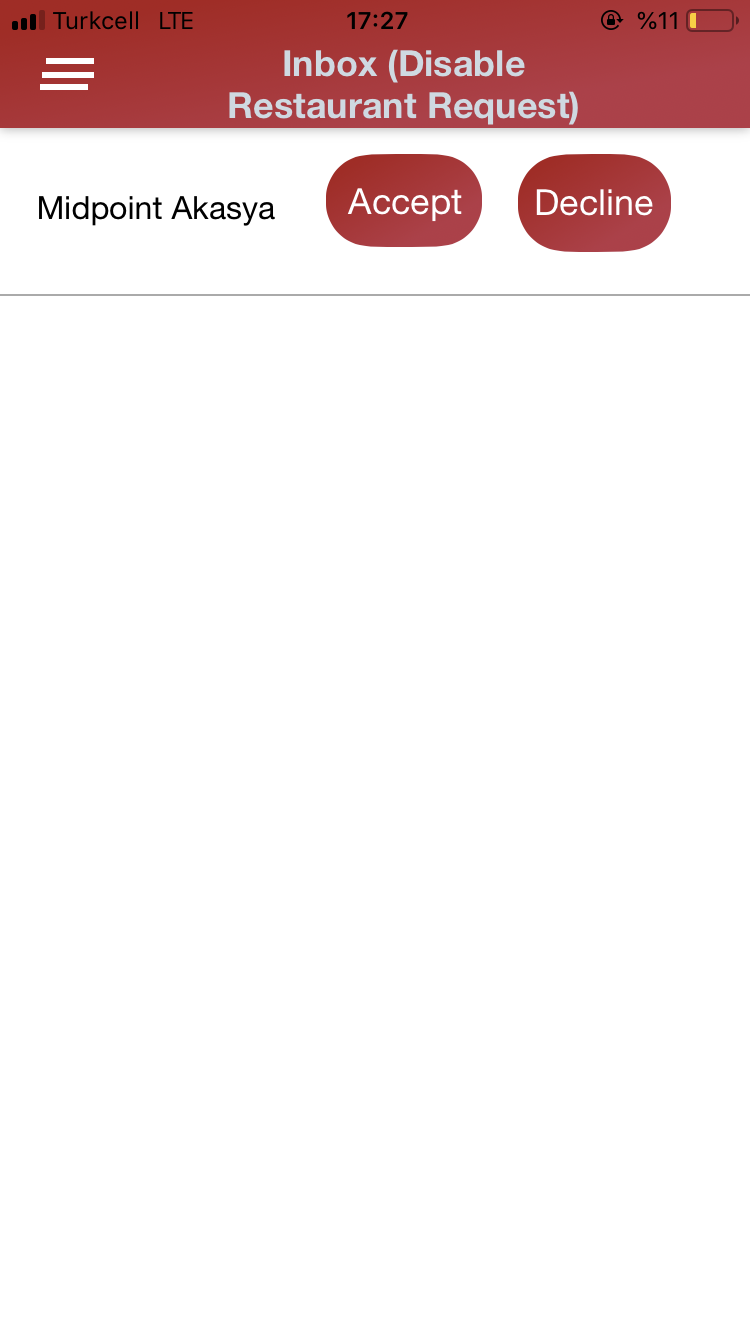 Turkcell LTE 17:27 %11
Inbox (Disable
Restaurant Request)
Midpoint Akasya Accept Decline